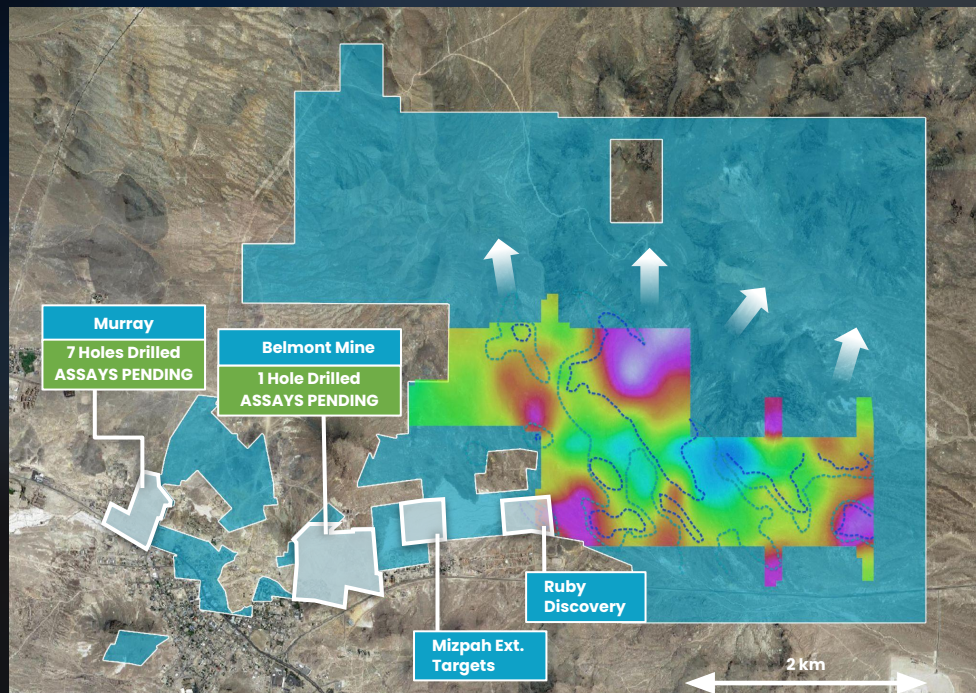 Murray
7 Holes Drilled
ASSAYS PENDING
Belmont Mine
1 Hole Drilled
ASSAYS PENDING
Ruby
Discovery
Mizpah Ext.
Targets
2 km